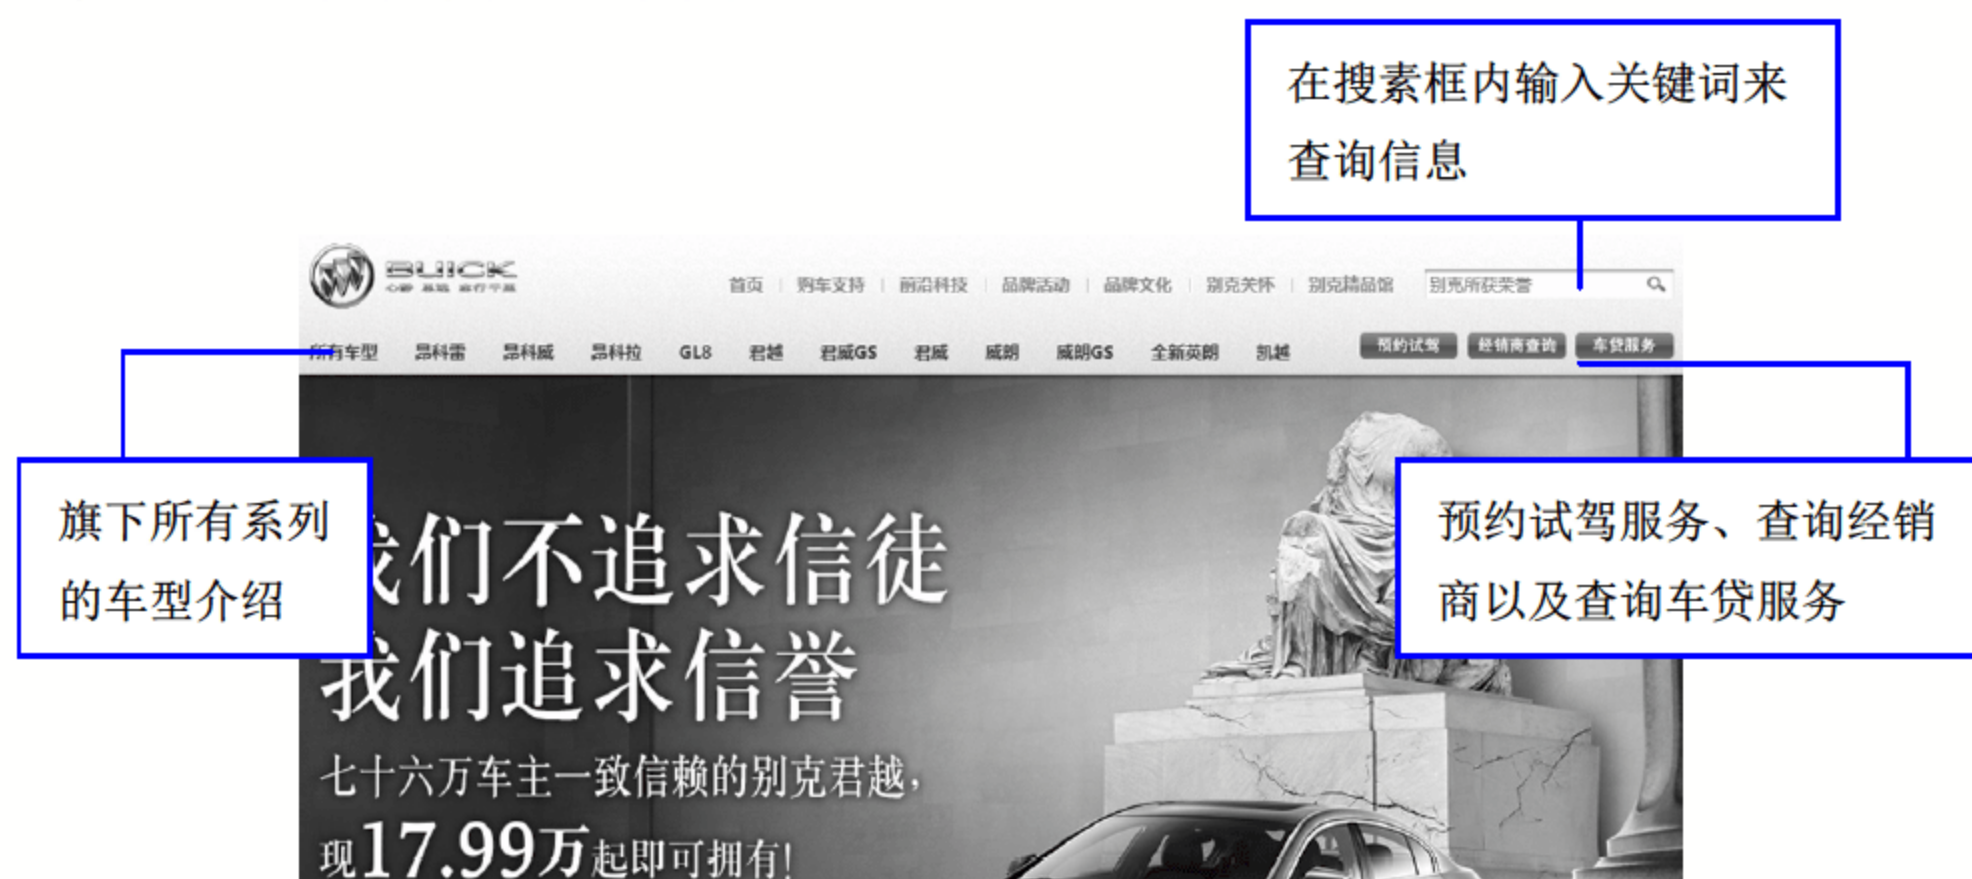 在搜素框内输入关键词来
查询信息
BUICK
首页 | 购车支持 | 前沿科技 | 品牌活动 | 品牌文化 | 别克关怀 | 别克精品馆
别克所获荣誉
所有车型 昂科雷 昂科威 昂科拉 GL8 君越 君威GS 君威 威朗 威朗GS 全新英朗 凯越
预约试驾 经销商查询 车贷服务
旗下所有系列
的车型介绍
预约试驾服务、查询经销
商以及查询车贷服务
我们不追求信徒
我们追求信誉
七十六万车主一致信赖的别克君越，
现17.99万起即可拥有!